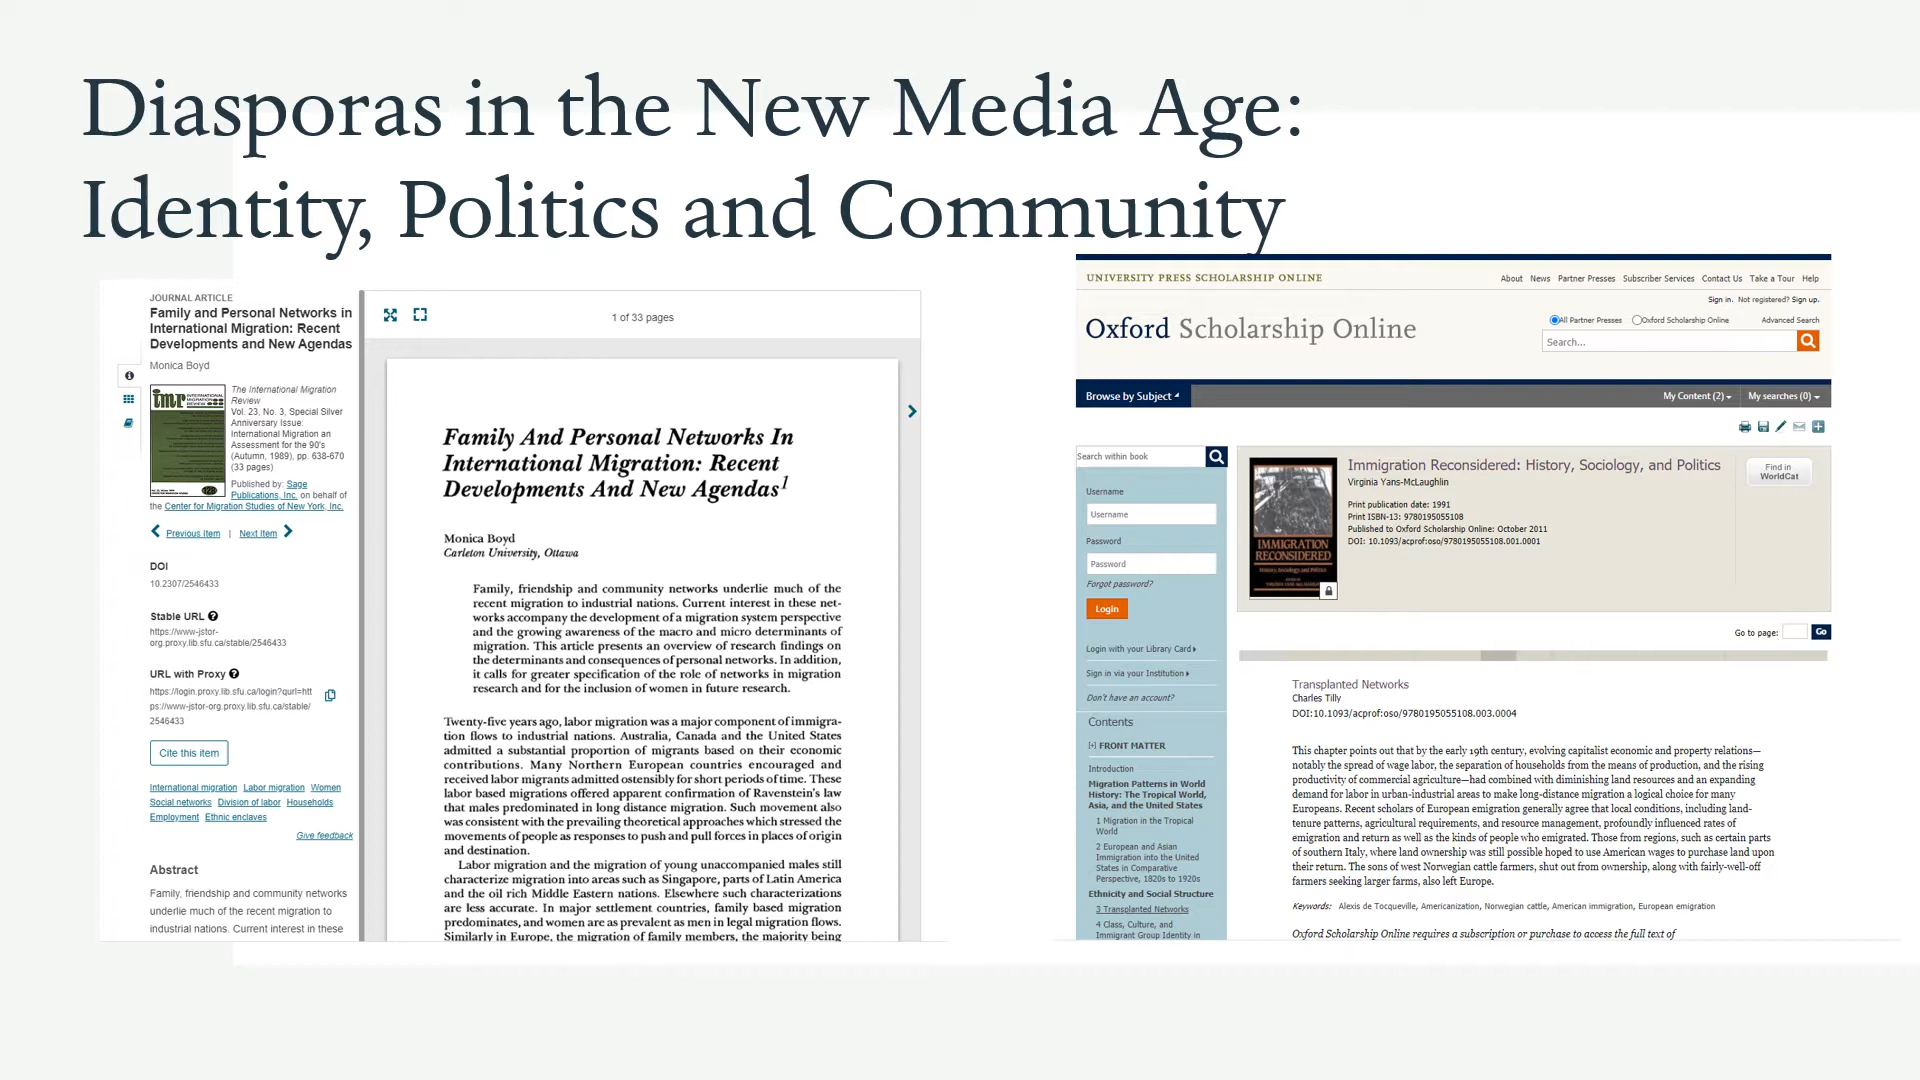 Diasporas in the New Media Age:
Identity, Politics and Community
JOURNAL ARTICLE
Family and Personal Networks in
International Migration: Recent
Developments and New Agendas
Monica Boyd
imr
The International Migration
Review
Vol. 23, No. 3, Special Silver
Anniversary Issue:
International Migration an
Assessment for the 90's
(Autumn, 1989), pp. 638-670
(33 pages)
Published by: Sage
Publications, Inc. on behalf of
the Center for Migration Studies of New York, Inc.
Previous Item | Next Item
DOI
10.2307/2546433
Stable URL
https://www-jstor-
org.proxy.lib.sfu.ca/stable/2546433
URL with Proxy
https://login.proxy.lib.sfu.ca/login?qurl=htt
ps://www-jstor-org.proxy.lib.sfu.ca/stable/
2546433
Cite this item
International migration Labor migration Women
Social networks Division of labor Households
Employment Ethnic enclaves
Give feedback
Abstract
Family, friendship and community networks
underlie much of the recent migration to
industrial nations. Current interest in these
1 of 33 pages
Family And Personal Networks In
International Migration: Recent
Developments And New Agendas1
Monica Boyd
Carleton University, Ottawa
Family, friendship and community networks underlie much of the
recent migration to industrial nations. Current interest in these net-
works accompany the development of a migration system perspective
and the growing awareness of the macro and micro determinants of
migration. This article presents an overview of research findings on
the determinants and consequences of personal networks. In addition,
it calls for greater specification of the role of networks in migration
research and for the inclusion of women in future research.
Twenty-five years ago, labor migration was a major component of immigra-
tion flows to industrial nations. Australia, Canada and the United States
admitted a substantial proportion of migrants based on their economic
contributions. Many Northern European countries encouraged and
received labor migrants admitted ostensibly for short periods of time. These
labor based migrations offered apparent confirmation of Ravenstein's law
that males predominated in long distance migration. Such movement also
was consistent with the prevailing theoretical approaches which stressed the
movements of people as responses to push and pull forces in places of origin
and destination.
Labor migration and the migration of young unaccompanied males still
characterize migration into areas such as Singapore, parts of Latin America
and the oil rich Middle Eastern nations. Elsewhere such characterizations
are less accurate. In major settlement countries, family based migration
predominates, and women are as prevalent as men in legal migration flows.
Similarly in Europe, the migration of family members, the majority being
UNIVERSITY PRESS SCHOLARSHIP ONLINE
About News Partner Presses Subscriber Services Contact Us Take a Tour Help
Sign in. Not registered? Sign up.
Oxford Scholarship Online
All Partner Presses Oxford Scholarship Online Advanced Search
Search...
Browse by Subject
My Content (2) My searches (0)
Search within book
Username
Username
Password
Password
Forgot password?
Login
Login with your Library Card
Sign in via your Institution
Don't have an account?
Contents
[+] FRONT MATTER
Introduction
Migration Patterns in World
History: The Tropical World,
Asia, and the United States
1 Migration in the Tropical
World
2 European and Asian
Immigration into the United
States in Comparative
Perspective, 1820s to 1920s
Ethnicity and Social Structure
3 Transplanted Networks
4 Class, Culture, and
Immigrant Group Identity in
IMMIGRATION
RECONSIDERED
Immigration Reconsidered: History, Sociology, and Politics
Virginia Yans-McLaughlin
Print publication date: 1991
Print ISBN-13: 9780195055108
Published to Oxford Scholarship Online: October 2011
DOI: 10.1093/acprof:oso/9780195055108.001.0001
Find in
WorldCat
Go to page: Go
Transplanted Networks
Charles Tilly
DOI:10.1093/acprof:oso/9780195055108.003.0004
This chapter points out that by the early 19th century, evolving capitalist economic and property relations—
notably the spread of wage labor, the separation of households from the means of production, and the rising
productivity of commercial agriculture—had combined with diminishing land resources and an expanding
demand for labor in urban-industrial areas to make long-distance migration a logical choice for many
Europeans. Recent scholars of European emigration generally agree that local conditions, including land-
tenure patterns, agricultural requirements, and resource management, profoundly influenced rates of
emigration and return as well as the kinds of people who emigrated. Those from regions, such as certain parts
of southern Italy, where land ownership was still possible hoped to use American wages to purchase land upon
their return. The sons of west Norwegian cattle farmers, shut out from ownership, along with fairly-well-off
farmers seeking larger farms, also left Europe.
Keywords: Alexis de Tocqueville, Americanization, Norwegian cattle, American immigration, European emigration
Oxford Scholarship Online requires a subscription or purchase to access the full text of